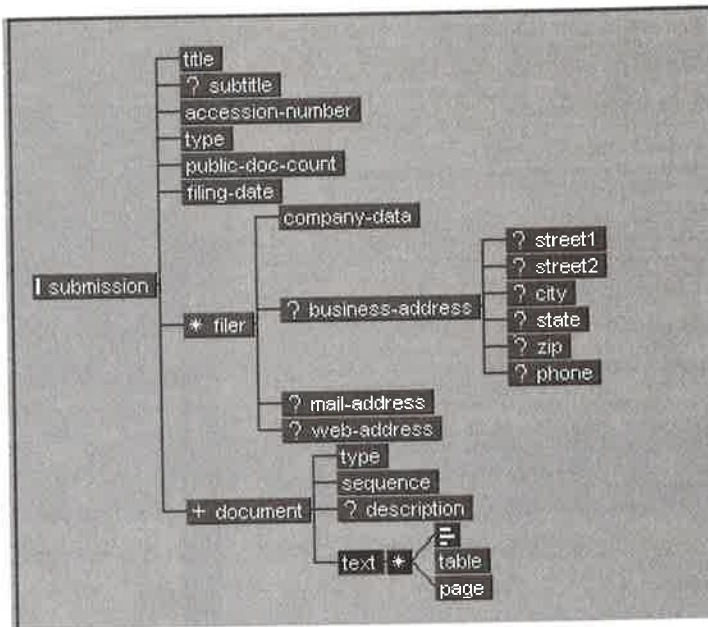 title
? subtitle
accession-number
type
public-doc-count
filing-date
submission
* filer
company-data
? business-address
? street1
? street2
? city
? state
? zip
? phone
? mail-address
? web-address
+ document
type
sequence
? description
text *
table
page